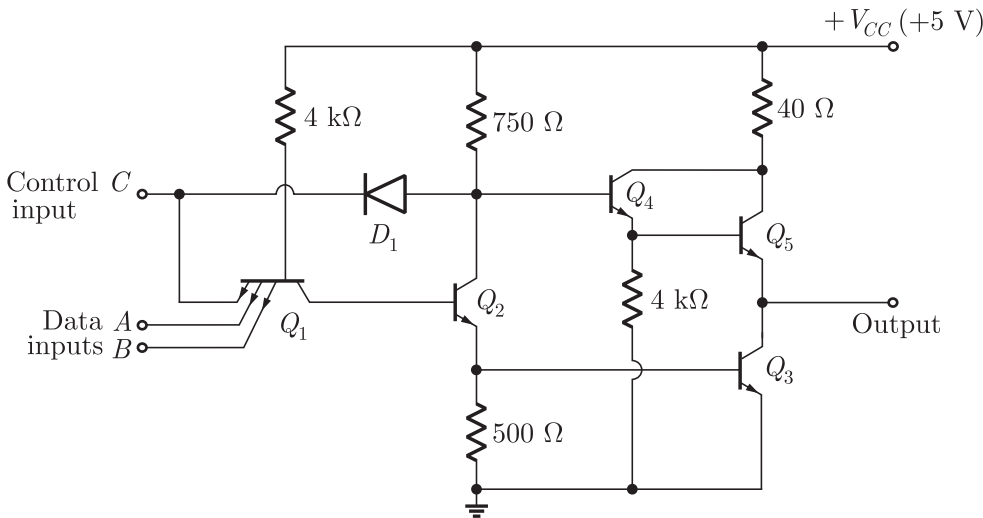 +V_CC (+5 V)
4 kΩ
750 Ω
40 Ω
Control C
input
D_1
Q_4
Q_5
4 kΩ
Q_2
Data A
inputs B
Q_1
Output
Q_3
500 Ω